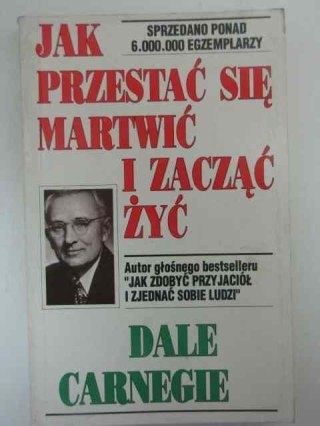 SPRZEDANO PONAD
6.000.000 EGZEMPLARZY
JAK
PRZESTAĆ SIĘ
MARTWIĆ
I ZACZĄĆ
ŻYĆ
Autor głośnego bestselleru
"JAK ZDOBYĆ PRZYJACIÓŁ
I ZJEDNAĆ SOBIE LUDZI"
DALE
CARNEGIE